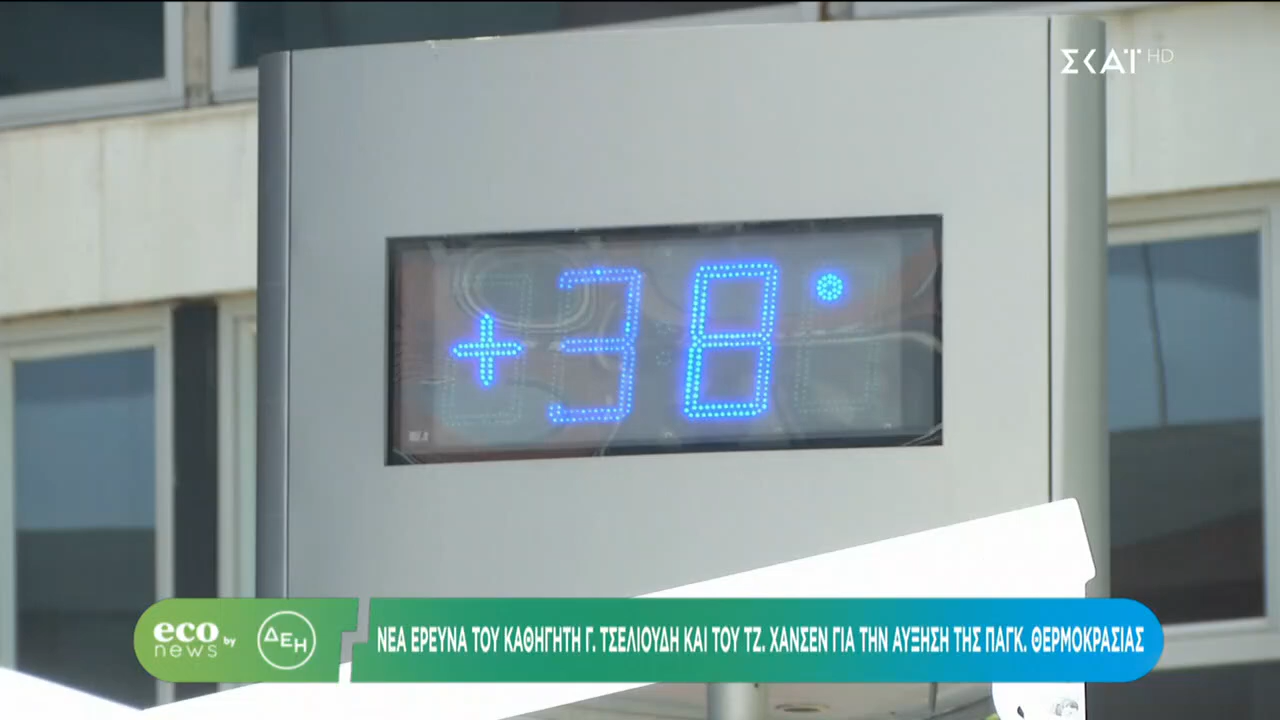 ΣΚΑΪ HD
+38°
eco by
news
ΔΕΗ
ΝΕΑ ΕΡΕΥΝΑ ΤΟΥ ΚΑΘΗΓΗΤΗ Γ. ΤΣΕΛΙΟΥΔΗ ΚΑΙ ΤΟΥ ΤΖ. ΧΑΝΣΕΝ ΓΙΑ ΤΗΝ ΑΥΞΗΣΗ ΤΗΣ ΠΑΓΚ. ΘΕΡΜΟΚΡΑΣΙΑΣ